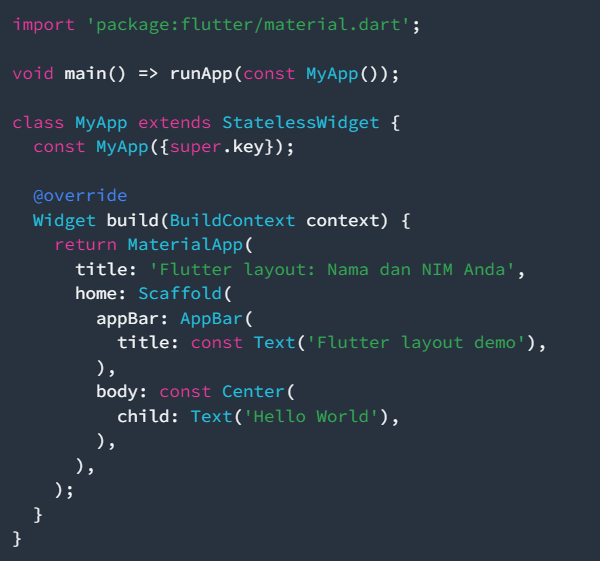 import 'package:flutter/material.dart';

void main() => runApp(const MyApp());

class MyApp extends StatelessWidget {
  const MyApp({super.key});

  @override
  Widget build(BuildContext context) {
    return MaterialApp(
      title: 'Flutter layout: Nama dan NIM Anda',
      home: Scaffold(
        appBar: AppBar(
          title: const Text('Flutter layout demo'),
        ),
        body: const Center(
          child: Text('Hello World'),
        ),
      ),
    );
  }
}